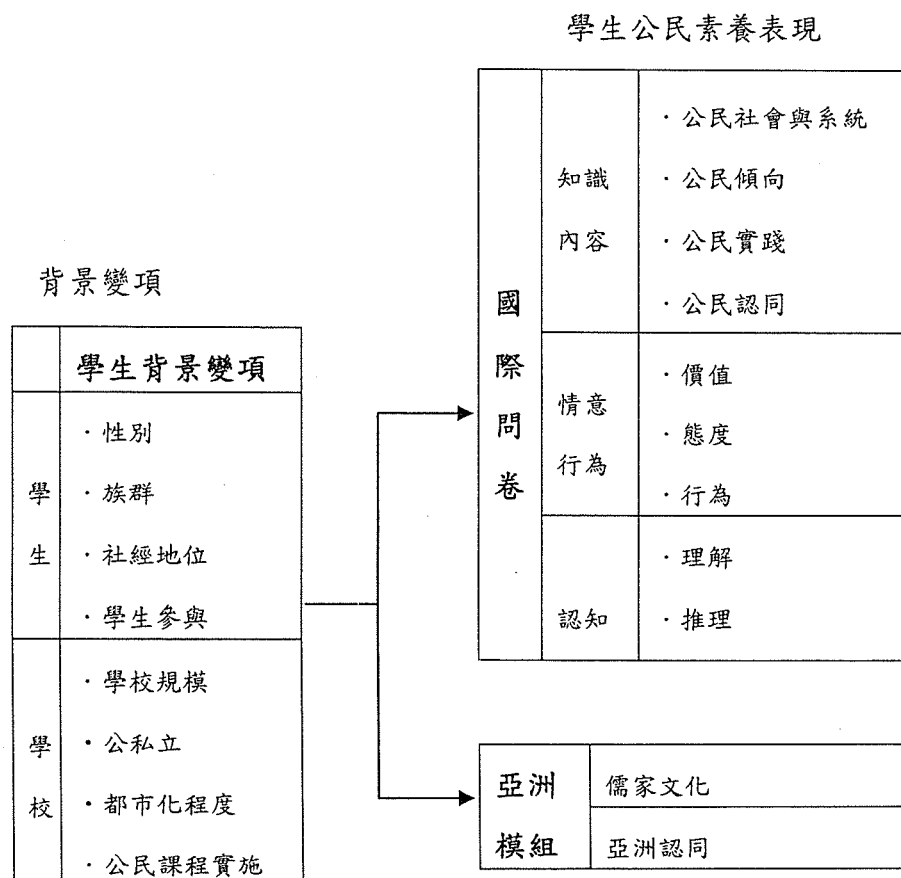 學生公民素養表現
國際問卷
知識
內容
・公民社會與系統
・公民傾向
・公民實踐
・公民認同
情意
行為
・價值
・態度
・行為
認知
・理解
・推理
背景變項
學生背景變項
學生
・性別
・族群
・社經地位
・學生參與
學校
・學校規模
・公私立
・都市化程度
・公民課程實施
亞洲
模組
儒家文化
亞洲認同